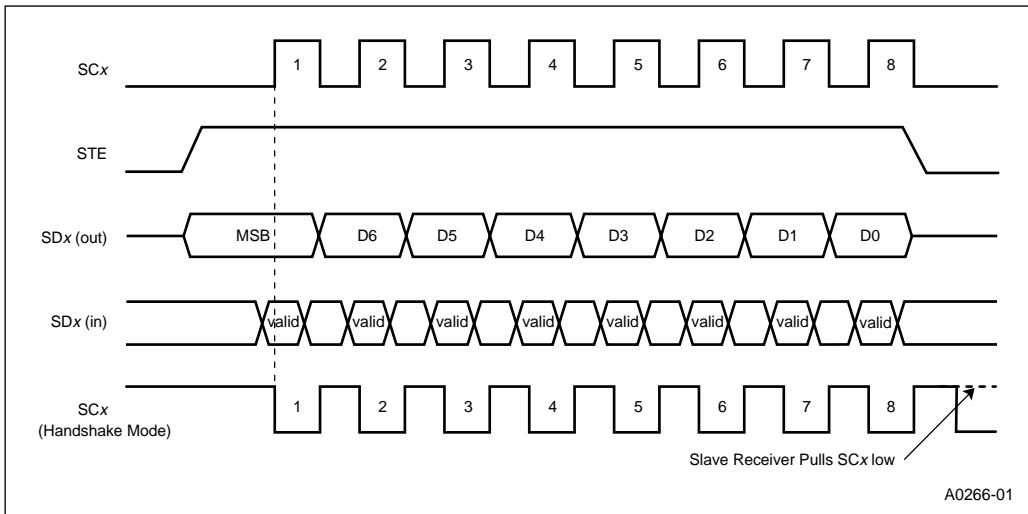 SCx
1 2 3 4 5 6 7 8
STE
SDx (out)
MSB D6 D5 D4 D3 D2 D1 D0
SDx (in)
valid valid valid valid valid valid valid valid
SCx
(Handshake Mode)
1 2 3 4 5 6 7 8
Slave Receiver Pulls SCx low
A0266-01